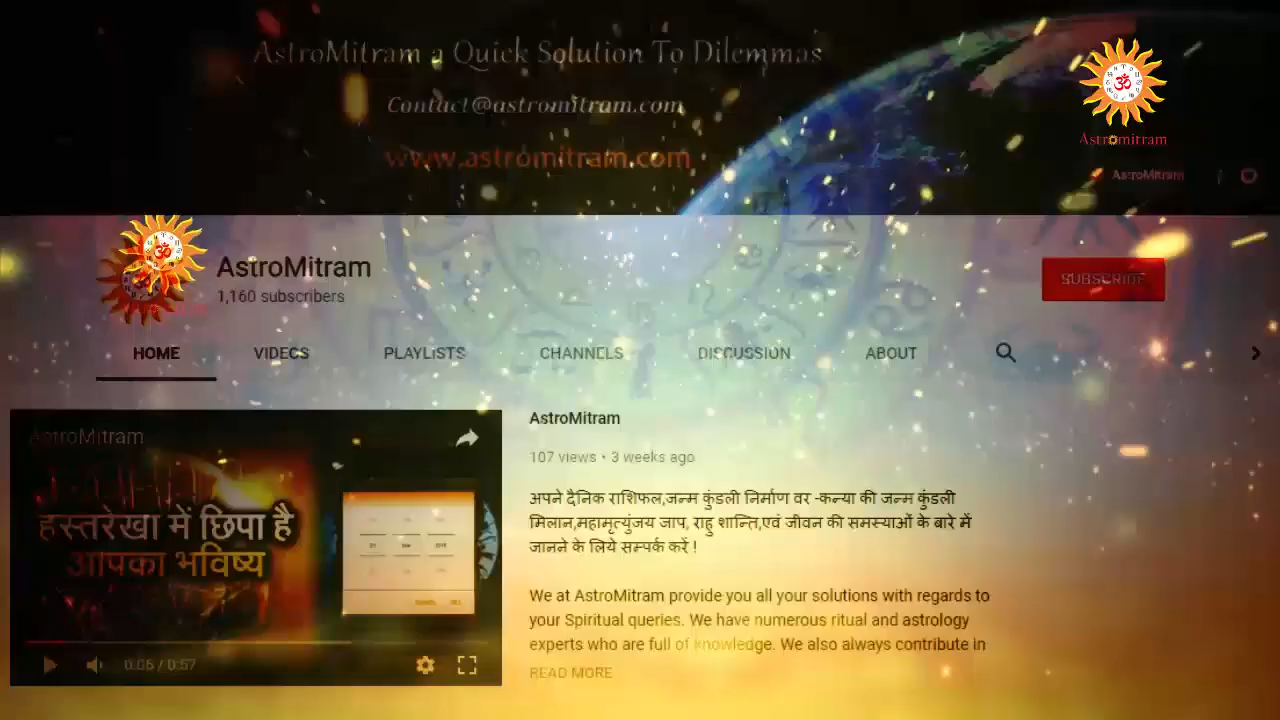 AstroMitram a Quick Solution To Dilemmas
Contact@astromitram.com
www.astromitram.com
Astromitram
AstroMitram
AstroMitram
1,160 subscribers
SUBSCRIBE
HOME
VIDEOS
PLAYLISTS
CHANNELS
DISCUSSION
ABOUT
AstroMitram
हस्तरेखा में छिपा है
आपका भविष्य
0:06 / 0:57
AstroMitram
107 views • 3 weeks ago
अपने दैनिक राशिफल,जन्म कुंडली निर्माण वर -कन्या की जन्म कुंडली
मिलान,महामृत्युंजय जाप, राहु शान्ति,एवं जीवन की समस्याओं के बारे में
जानने के लिये सम्पर्क करें !
We at AstroMitram provide you all your solutions with regards to
your Spiritual queries. We have numerous ritual and astrology
experts who are full of knowledge. We also always contribute in
READ MORE